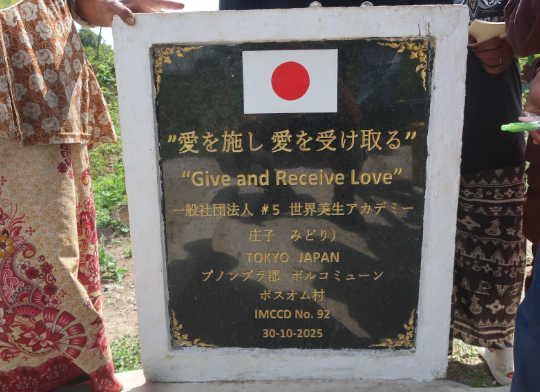 "愛を施し 愛を受け取る"
"Give and Receive Love"
一般社団法人 #5 世界美生アカデミー
庄子 みどり）
TOKYO JAPAN
プノンプラ郡 ボルコミューン
ボスオム村
IMCCD No. 92
30-10-2025